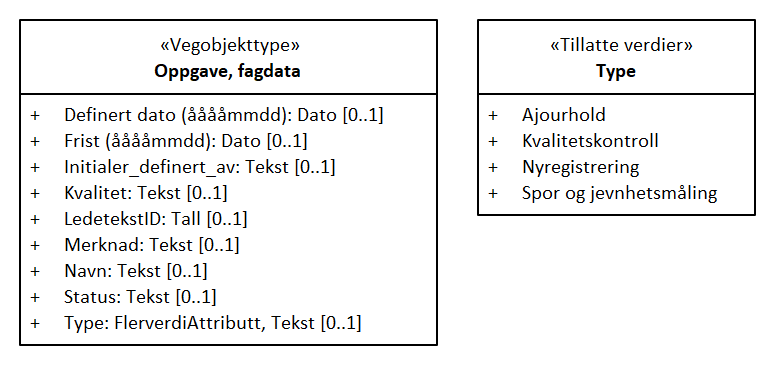 «Vegobjekttype»
Oppgave, fagdata
+ Definert dato (ååååmmdd): Dato [0..1]
+ Frist (ååååmmdd): Dato [0..1]
+ Initialer_definert_av: Tekst [0..1]
+ Kvalitet: Tekst [0..1]
+ LedetekstID: Tall [0..1]
+ Merknad: Tekst [0..1]
+ Navn: Tekst [0..1]
+ Status: Tekst [0..1]
+ Type: FlerverdiAttributt, Tekst [0..1]
«Tillatte verdier»
Type
+ Ajourhold
+ Kvalitetskontroll
+ Nyregistrering
+ Spor og jevnhetsmåling